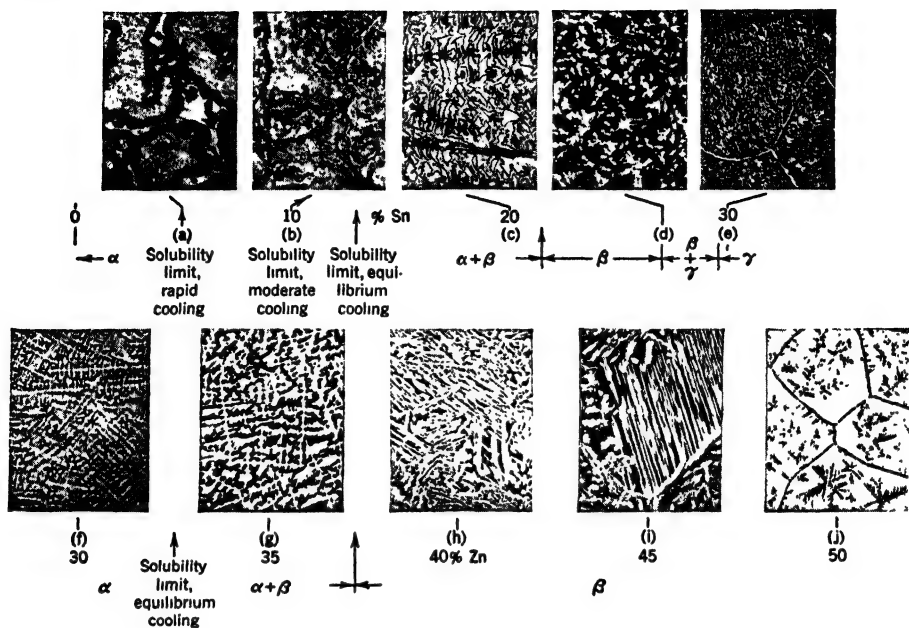 0 10 % Sn 20 30
(a) (b) (c) (d) (e)
α
Solubility limit, rapid cooling
Solubility limit, moderate cooling
Solubility limit, equi-librium cooling
α+β β β γ γ
(f) (g) (h) (i) (j)
30 35 40% Zn 45 50
α
Solubility limit, equilibrium cooling
α+β
β